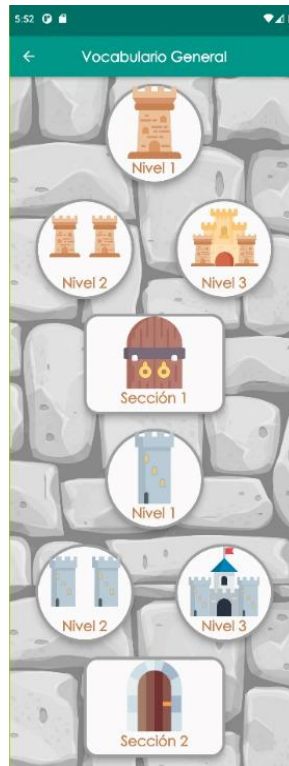 5:52
Vocabulario General
Nivel 1
Nivel 2
Nivel 3
Sección 1
Nivel 1
Nivel 2
Nivel 3
Sección 2